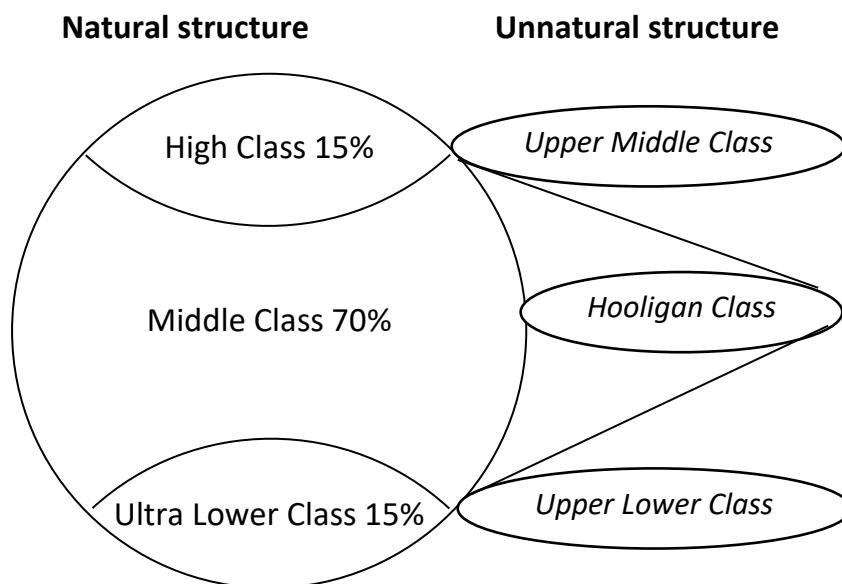 Natural structure
Unnatural structure
High Class 15%
Upper Middle Class
Middle Class 70%
Hooligan Class
Ultra Lower Class 15%
Upper Lower Class